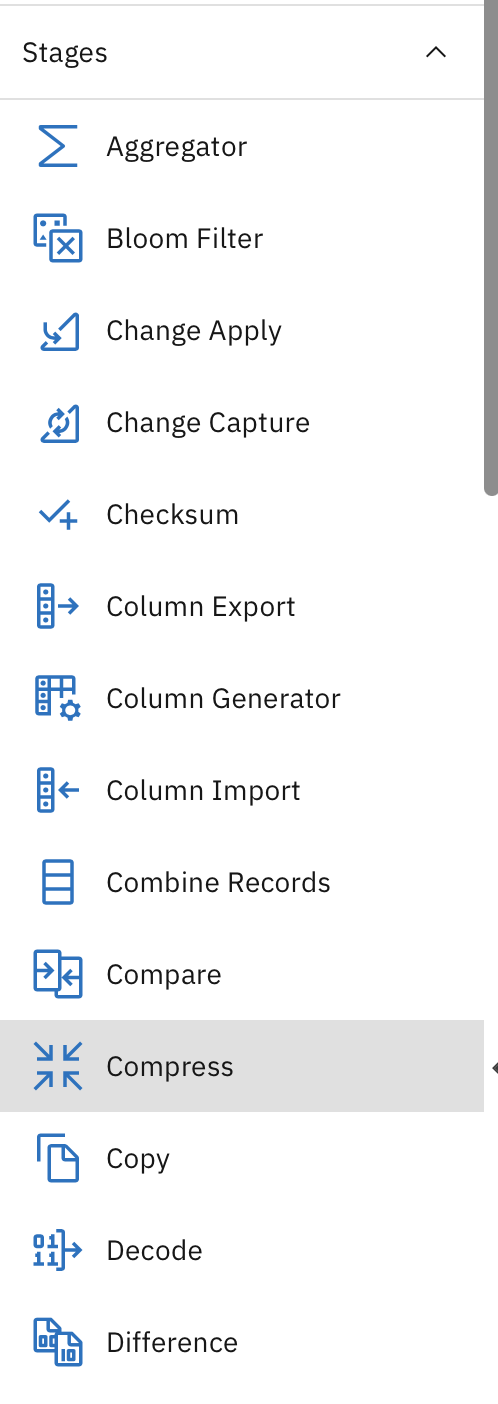 Stages
Aggregator
Bloom Filter
Change Apply
Change Capture
Checksum
Column Export
Column Generator
Column Import
Combine Records
Compare
Compress
Copy
Decode
Difference